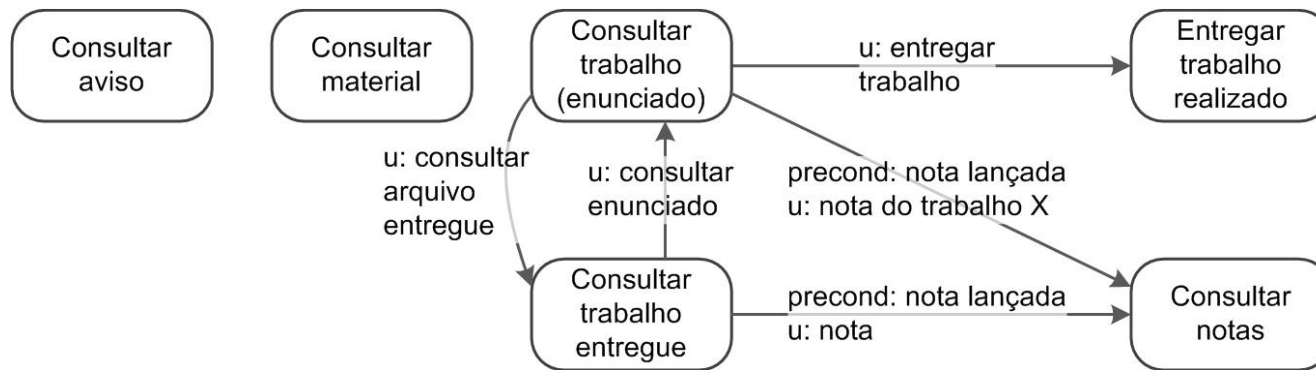 Consultar
aviso
Consultar
material
Consultar
trabalho
(enunciado)
u: entregar
trabalho
Entregar
trabalho
realizado
u: consultar
arquivo
entregue
u: consultar
enunciado
precond: nota lançada
u: nota do trabalho X
Consultar
trabalho
entregue
precond: nota lançada
u: nota
Consultar
notas